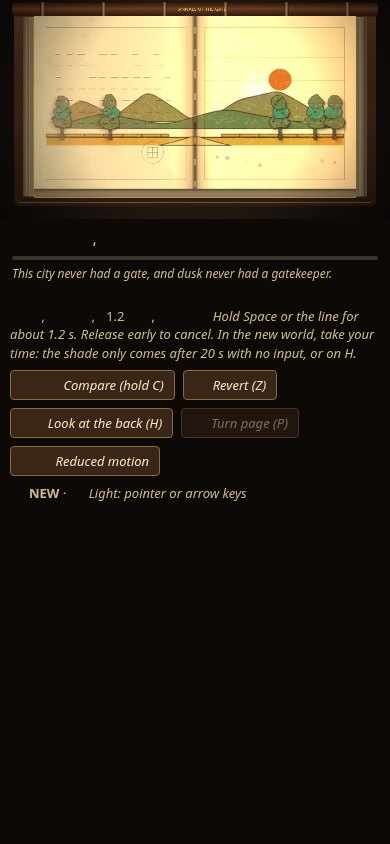 ANNALS OF THE GATE
,
This city never had a gate, and dusk never had a gatekeeper.
, , 1.2 , Hold Space or the line for
about 1.2 s. Release early to cancel. In the new world, take your
time: the shade only comes after 20 s with no input, or on H.
Compare (hold C) Revert (Z)
Look at the back (H) Turn page (P)
Reduced motion
NEW · Light: pointer or arrow keys